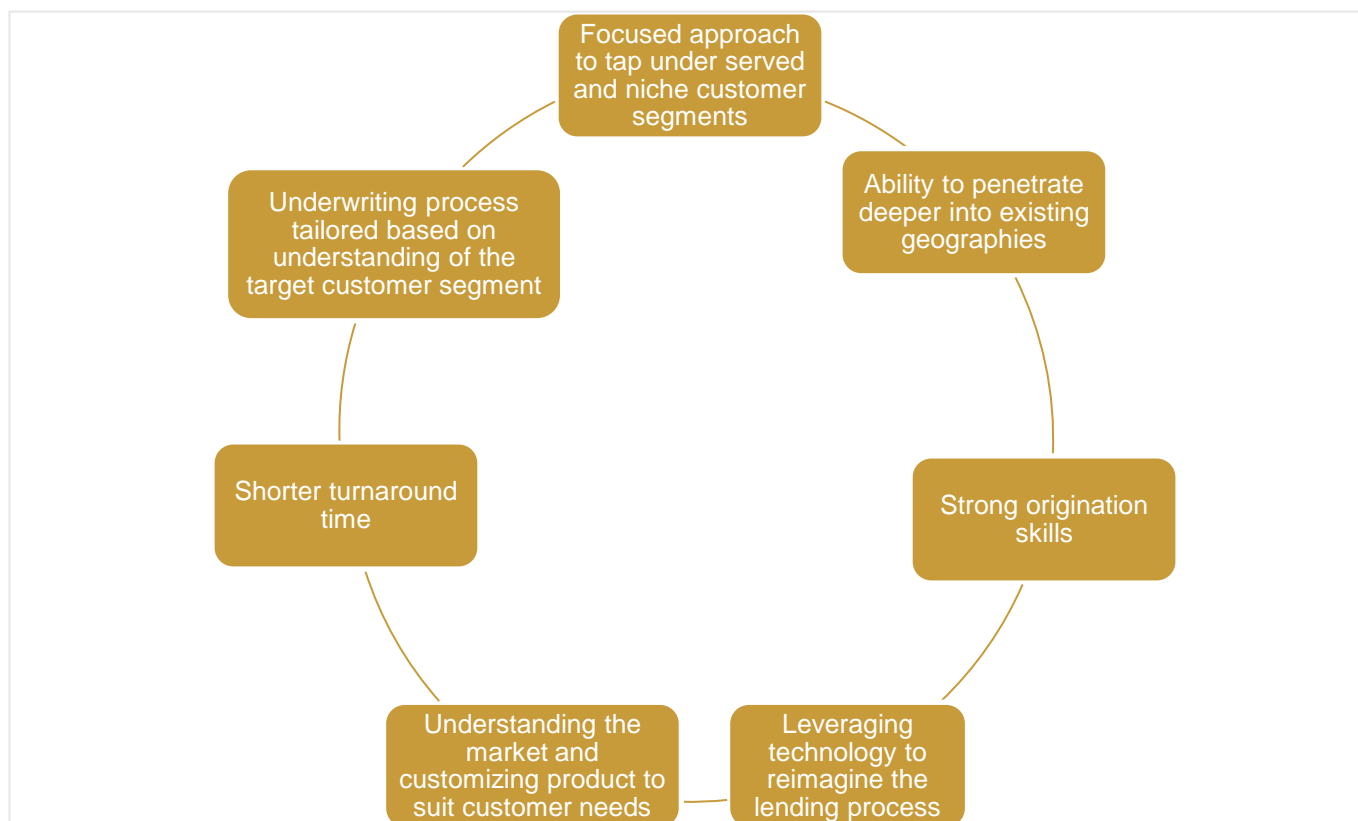 Focused approach
to tap under served
and niche customer
segments
Ability to penetrate
deeper into existing
geographies
Strong origination
skills
Leveraging
technology to
reimagine the
lending process
Understanding the
market and
customizing product to
suit customer needs
Shorter turnaround
time
Underwriting process
tailored based on
understanding of the
target customer segment